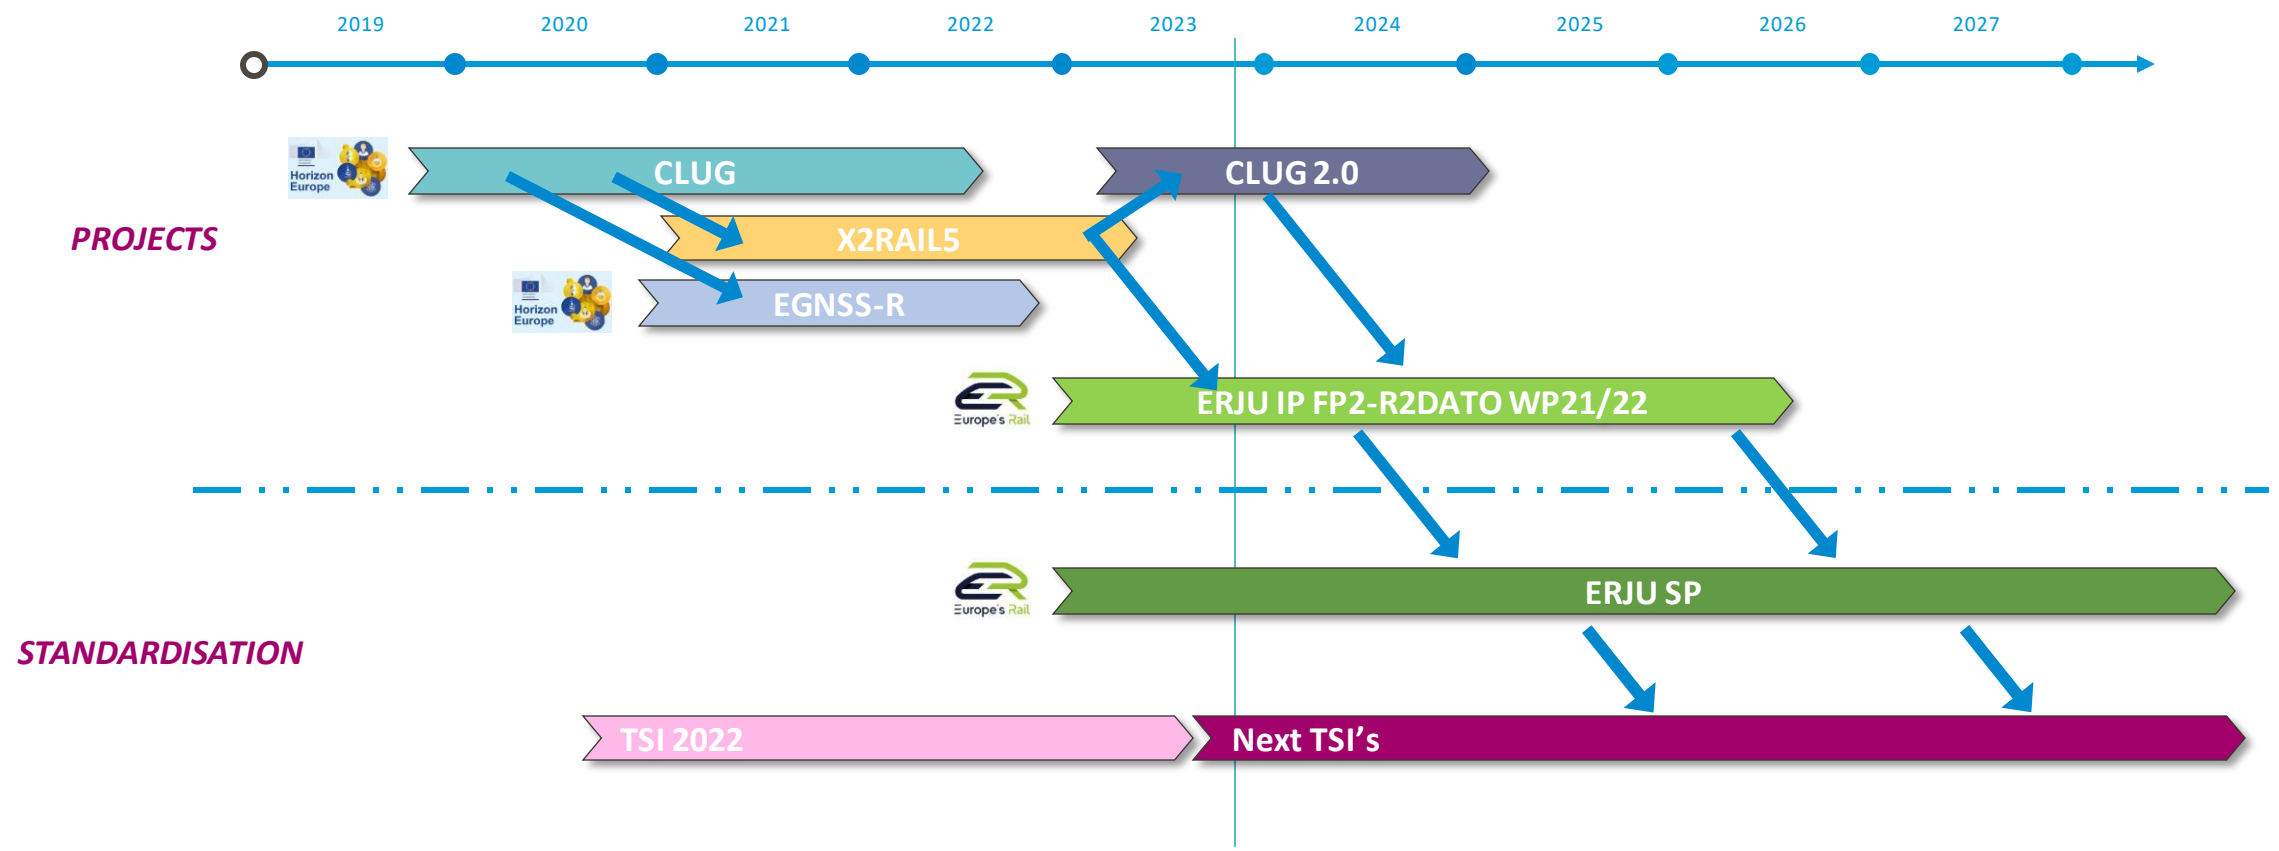 2019 2020 2021 2022 2023 2024 2025 2026 2027
Horizon
Europe
CLUG
CLUG 2.0
PROJECTS
X2RAIL5
Horizon
Europe
EGNSS-R
Europe's Rail
ERJU IP FP2-R2DATO WP21/22
Europe's Rail
ERJU SP
STANDARDISATION
TSI 2022
Next TSI's